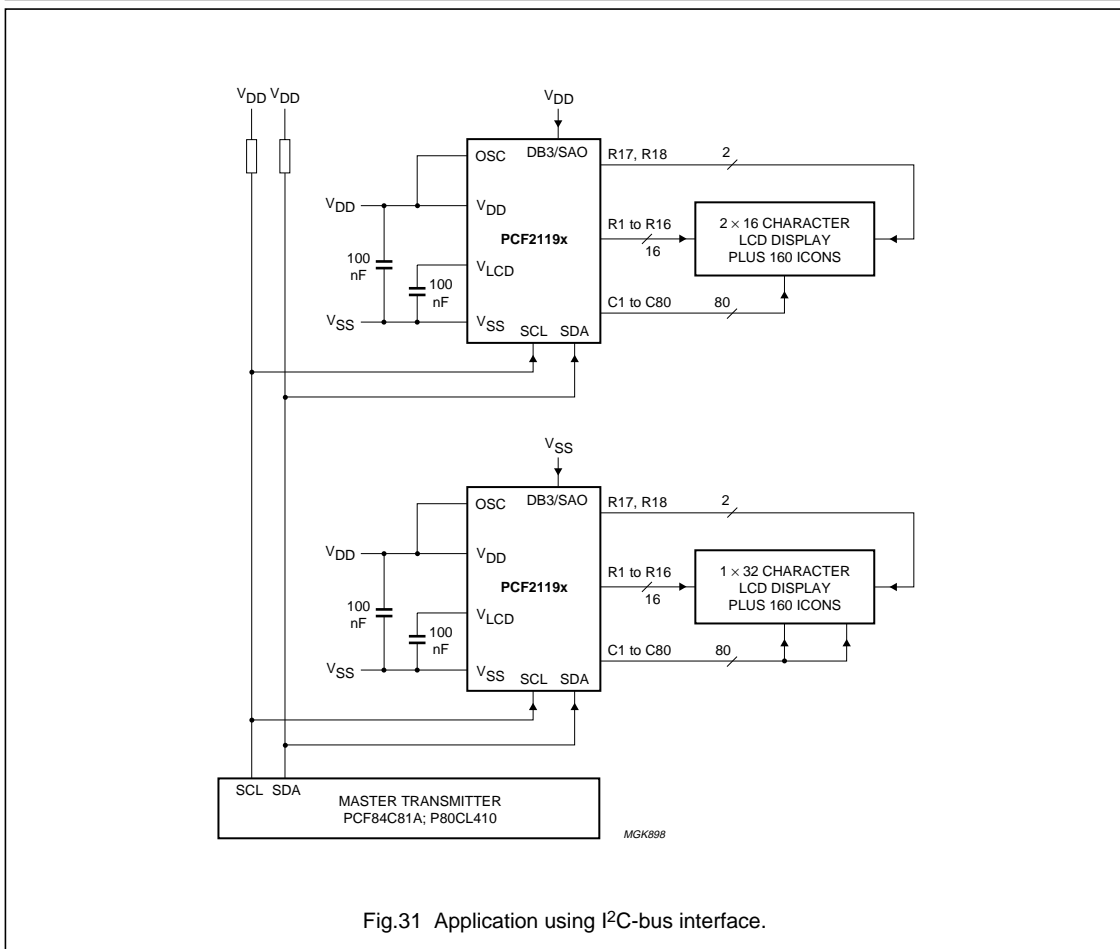 VDD VDD
VDD
OSC
DB3/SAO
R17, R18
2
VDD
VDD
PCF2119x
R1 to R16
16
2 × 16 CHARACTER
LCD DISPLAY
PLUS 160 ICONS
100
nF
VLCD
100
nF
C1 to C80
80
VSS
VSS
SCL
SDA
VSS
OSC
DB3/SAO
R17, R18
2
VDD
VDD
PCF2119x
R1 to R16
16
1 × 32 CHARACTER
LCD DISPLAY
PLUS 160 ICONS
100
nF
VLCD
100
nF
C1 to C80
80
VSS
VSS
SCL
SDA
SCL SDA
MASTER TRANSMITTER
PCF84C81A; P80CL410
MGK898
Fig.31 Application using I²C-bus interface.